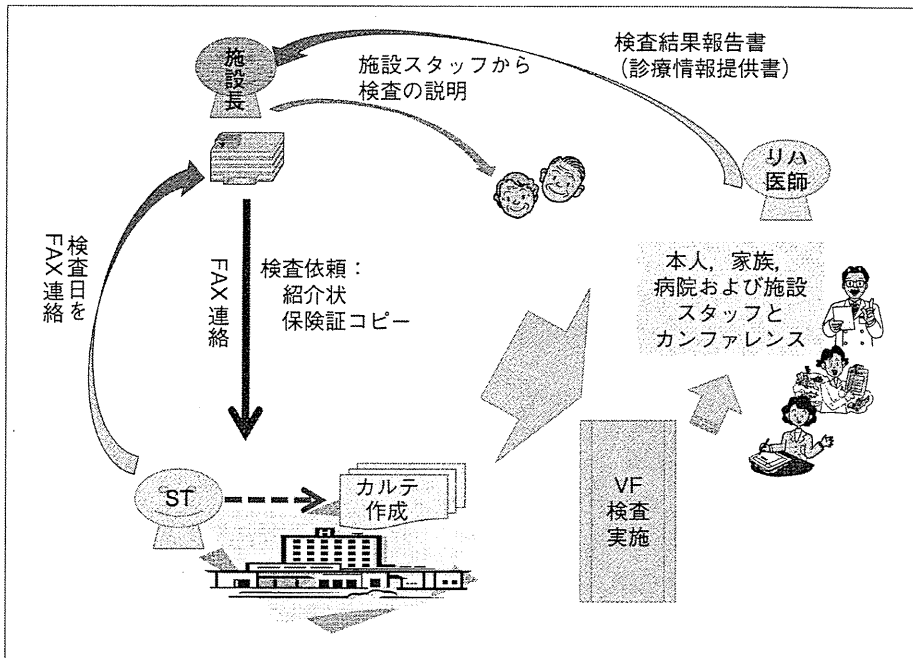 施設長
施設スタッフから
検査の説明
検査結果報告書
（診療情報提供書）
リハ
医師
検査日を
FAX連絡
FAX連絡
検査依頼：
紹介状
保険証コピー
本人，家族，
病院および施設
スタッフと
カンファレンス
ST
カルテ
作成
VF
検査
実施